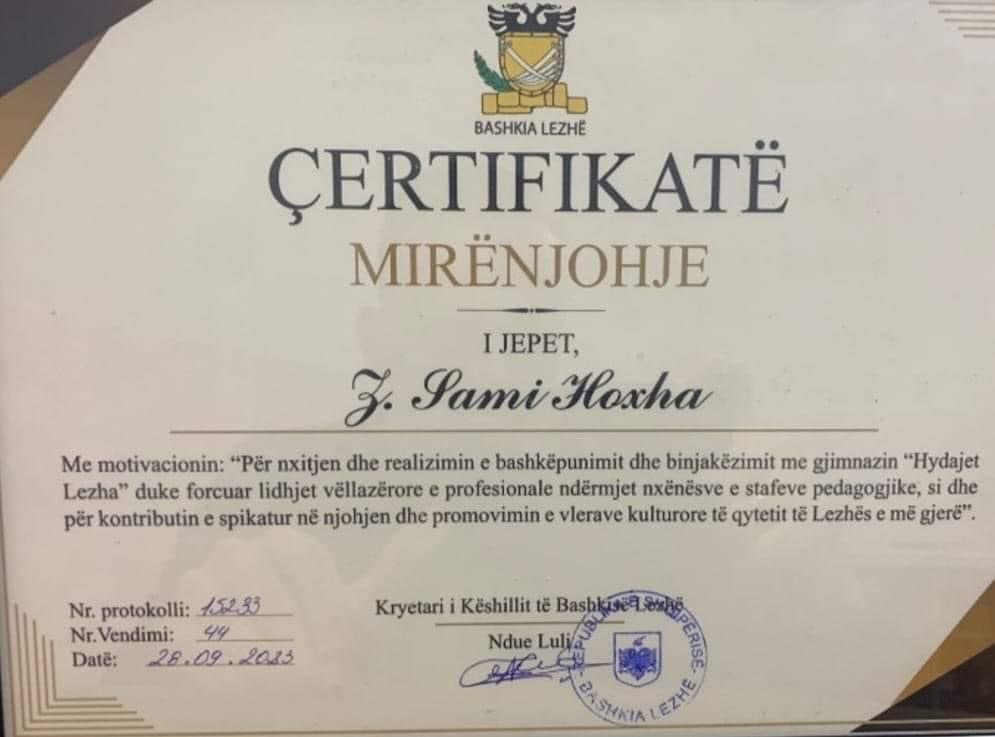 BASHKIA LEZHË
ÇERTIFIKATË
MIRËNJOHJE
I JEPET,
Z. Sami Hoxha
Me motivacionin: “Për nxitjen dhe realizimin e bashkëpunimit dhe binjakëzimit me gjimnazin “Hydajet
Lezha” duke forcuar lidhjet vëllazërore e profesionale ndërmjet nxënësve e stafeve pedagogjike, si dhe
për kontributin e spikatur në njohjen dhe promovimin e vlerave kulturore të qytetit të Lezhës e më gjerë”.
Nr. protokolli: 15233
Nr.Vendimi: 44
Datë: 28.09.2023
Kryetari i Këshillit të Bashkisë Lezhë
Ndue Luli
REPUBLIKA E SHQIPËRISË
BASHKIA LEZHË